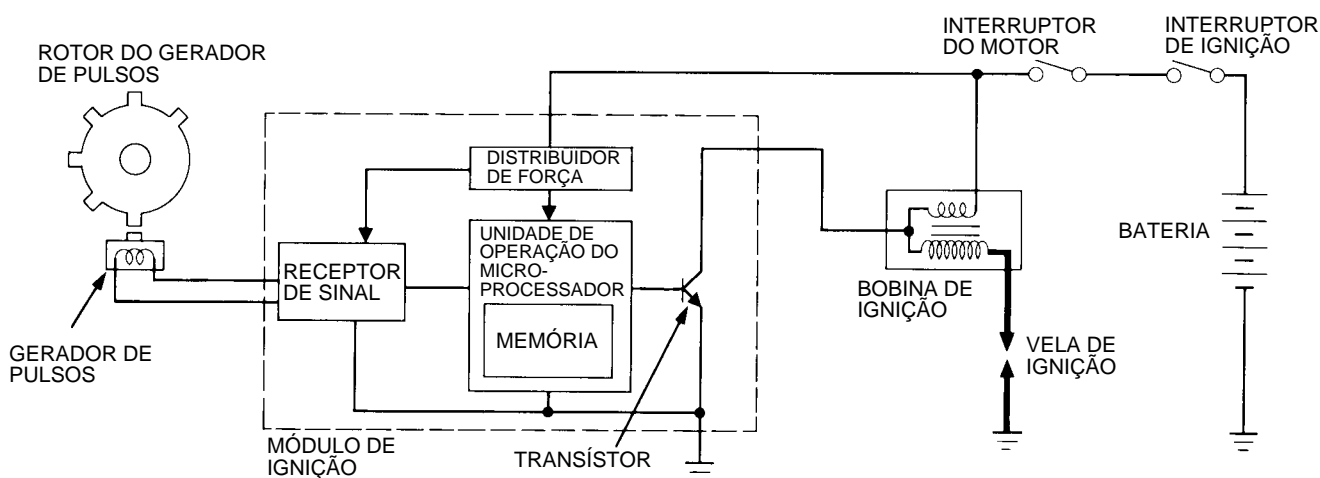 ROTOR DO GERADOR
DE PULSOS
INTERRUPTOR
DO MOTOR
INTERRUPTOR
DE IGNIÇÃO
DISTRIBUIDOR
DE FORÇA
UNIDADE DE
OPERAÇÃO DO
MICRO-
PROCESSADOR
MEMÓRIA
RECEPTOR
DE SINAL
GERADOR DE
PULSOS
MÓDULO DE
IGNIÇÃO
TRANSÍSTOR
BOBINA DE
IGNIÇÃO
VELA DE
IGNIÇÃO
BATERIA